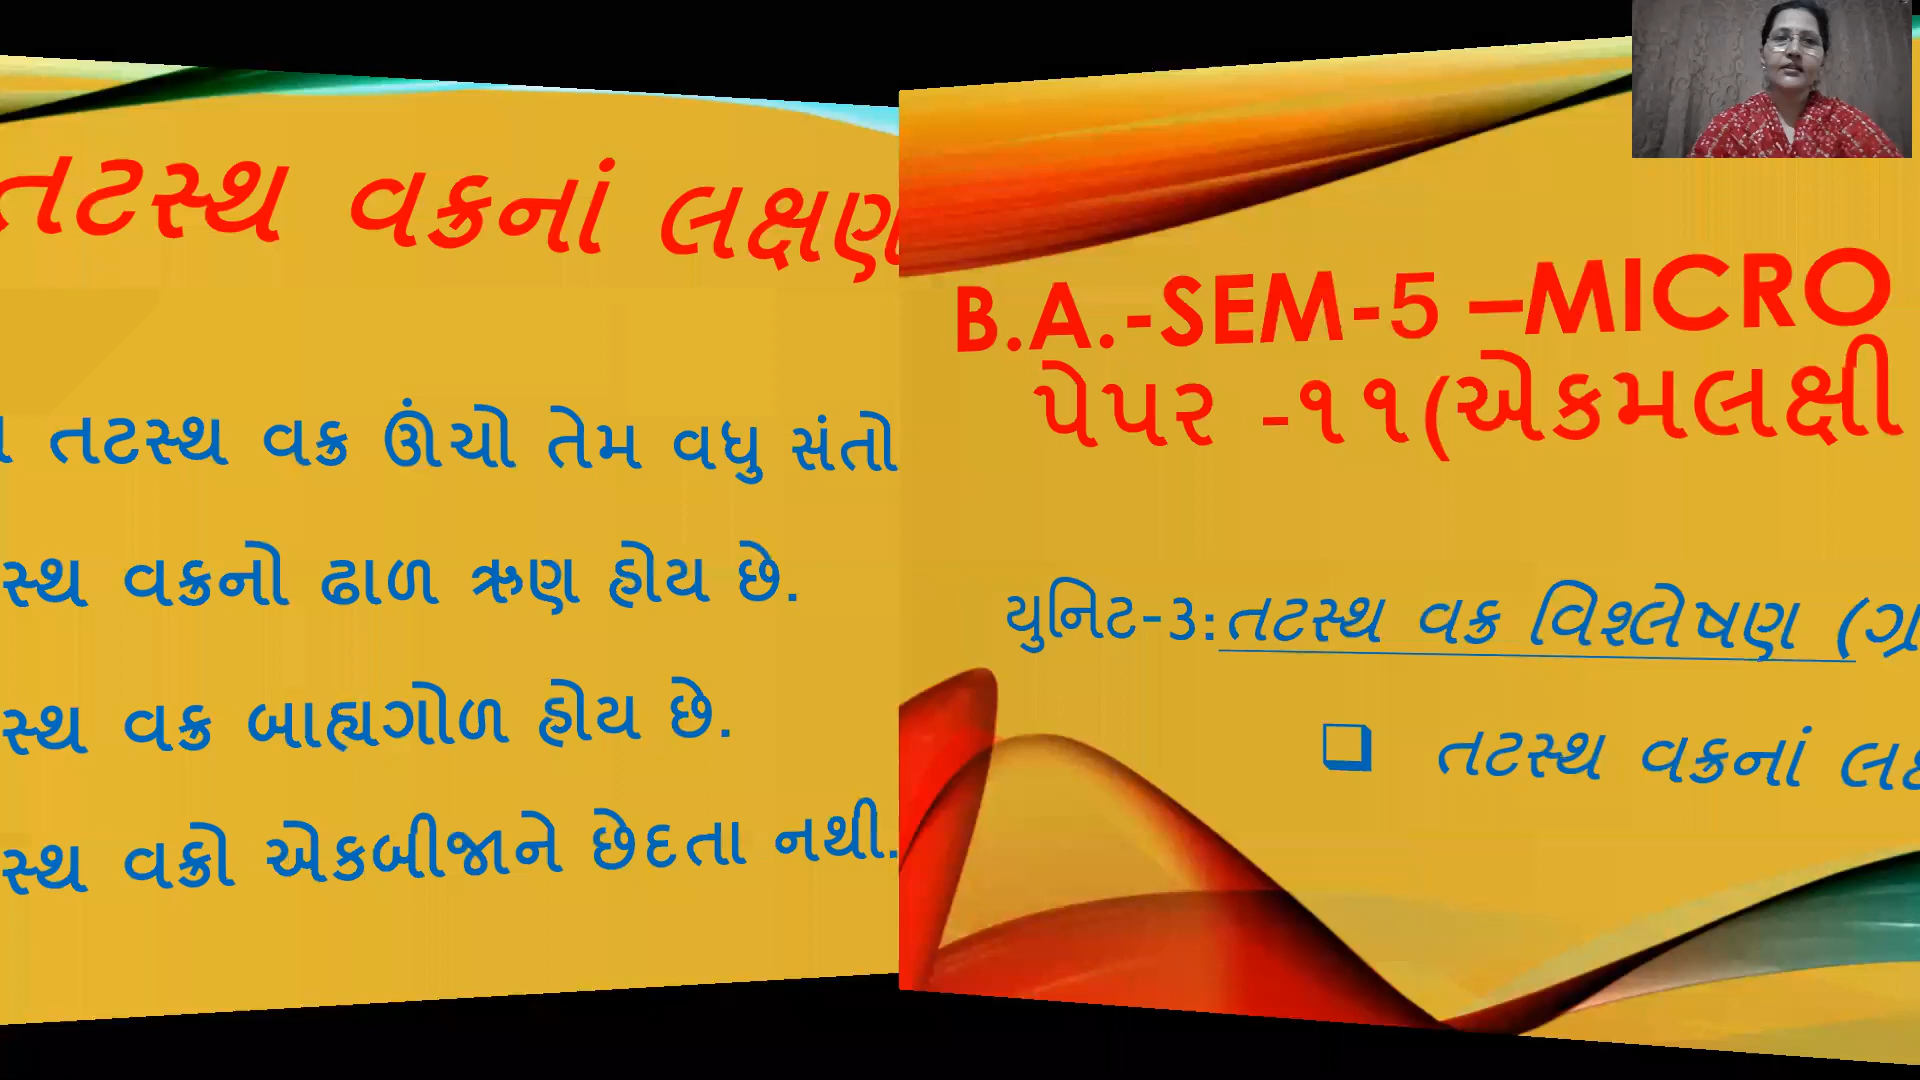 તટસ્થ વક્રનાં લક્ષણ
તટસ્થ વક્ર ઊંચો તેમ વધુ સંતો
સ્થ વક્રનો ઢાળ ઋણ હોય છે.
સ્થ વક્ર બાહ્યગોળ હોય છે.
સ્થ વક્રો એકબીજાને છેદતા નથી.
B.A.-SEM-5 –MICRO
પેપર -૧૧(એકમલક્ષી
યુનિટ-૩:તટસ્થ વક્ર વિશ્લેષણ (ગ્ર
❑ તટસ્થ વક્રનાં